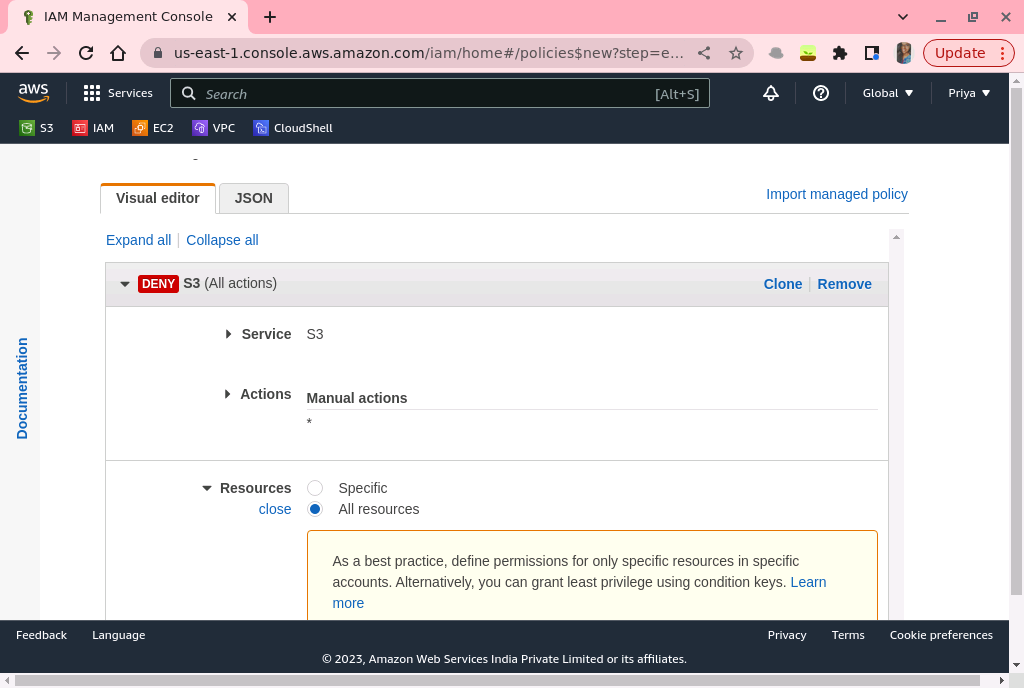 IAM Management Console
us-east-1.console.aws.amazon.com/iam/home#/policies$new?step=e...
Update
aws
Services
Search
[Alt+S]
Global
Priya
S3
IAM
EC2
VPC
CloudShell
Visual editor
JSON
Import managed policy
Expand all
Collapse all
DENY S3 (All actions)
Clone
Remove
Service
S3
Actions
Manual actions
*
Resources
Specific
close
All resources
As a best practice, define permissions for only specific resources in specific
accounts. Alternatively, you can grant least privilege using condition keys. Learn
more
Documentation
Feedback
Language
Privacy
Terms
Cookie preferences
© 2023, Amazon Web Services India Private Limited or its affiliates.